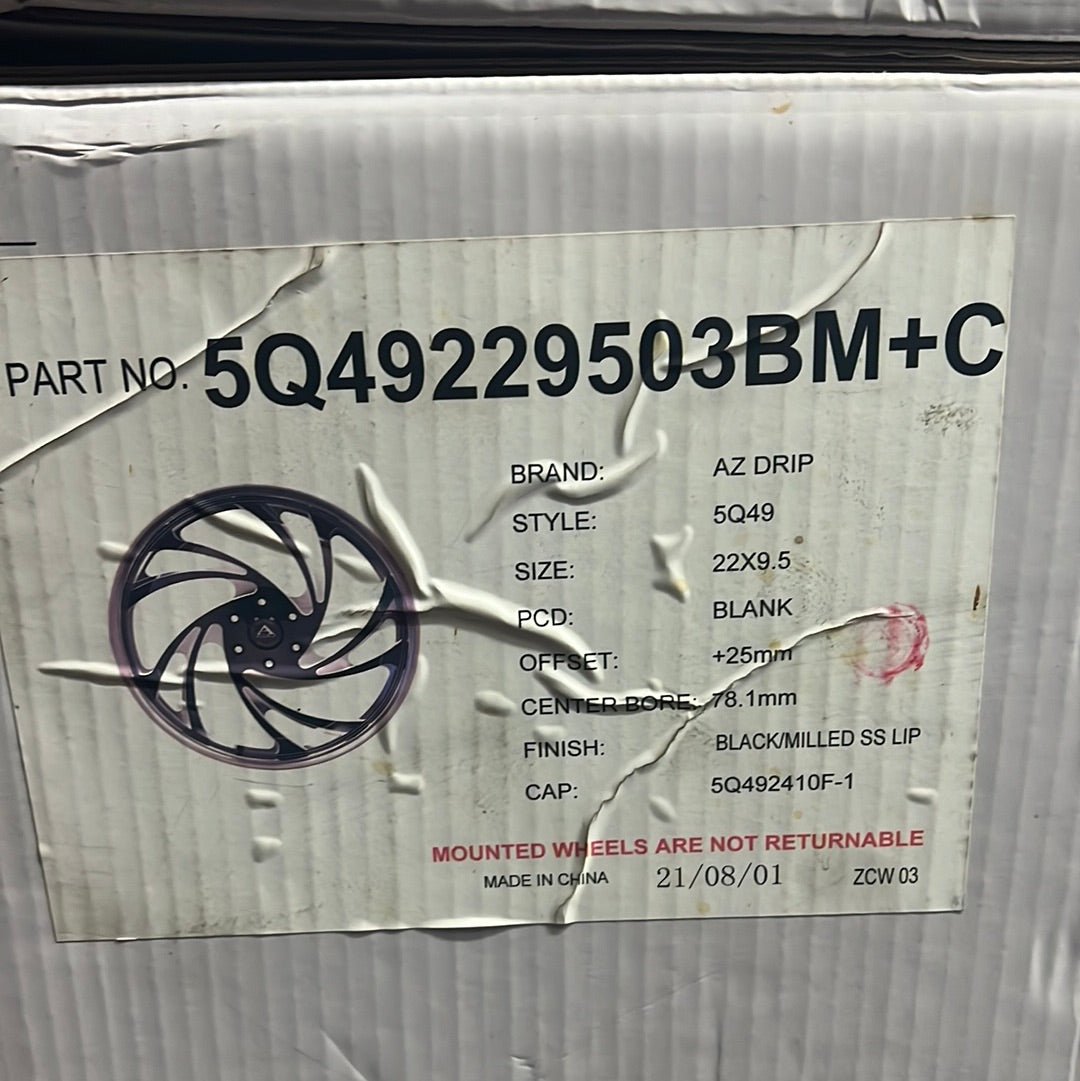 PART NO. 5Q49229503BM+C
BRAND: AZ DRIP
STYLE: 5Q49
SIZE: 22X9.5
PCD: BLANK
OFFSET: +25mm
CENTER BORE: 78.1mm
FINISH: BLACK/MILLED SS LIP
CAP: 5Q492410F-1
MOUNTED WHEELS ARE NOT RETURNABLE
MADE IN CHINA 21/08/01 ZCW 03